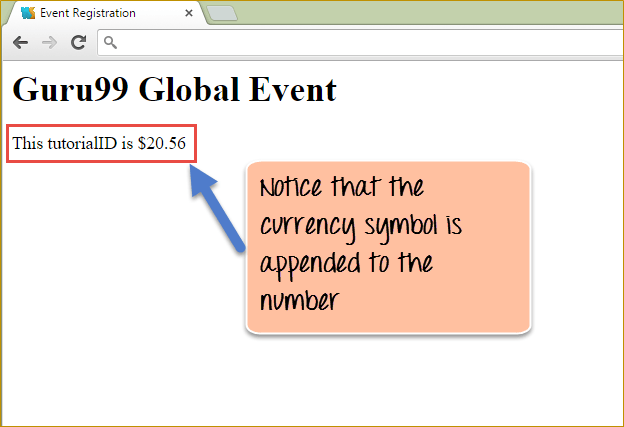 Event Registration
Guru99 Global Event
This tutorialID is $20.56
Notice that the
currency symbol is
appended to the
number